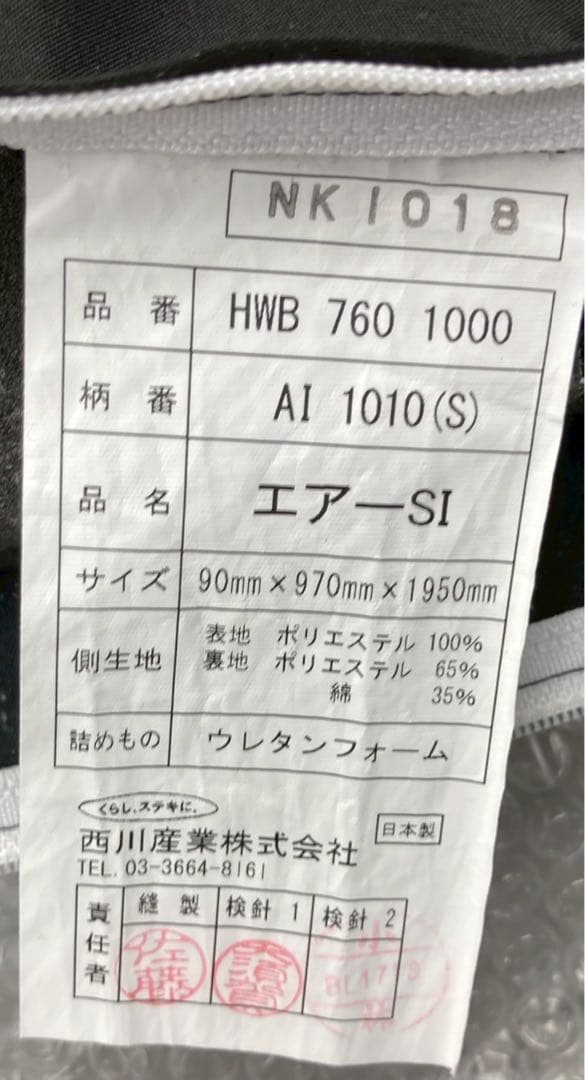 NK1018
品番 HWB 760 1000
柄番 AI 1010(S)
品名 エアーSI
サイズ 90mm×970mm×1950mm
側生地 表地 ポリエステル 100%
裏地 ポリエステル 65%
綿 35%
詰めもの ウレタンフォーム
くらし、ステキに。
西川産業株式会社 日本製
TEL. 03-3664-8161
責任者 縫製 検針 1 検針 2
佐藤